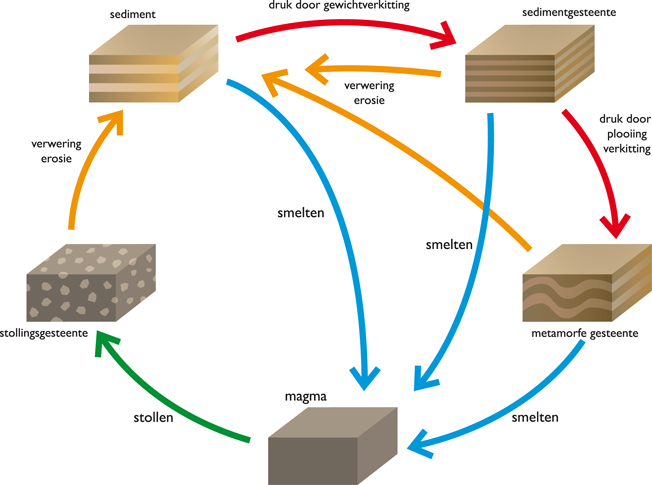 druk door gewichtverkitting
sediment
sedimentgesteente
verwering
erosie
druk door
plooiing
verkitting
verwering
erosie
smelten
smelten
stollingsgesteente
metamorfe gesteente
magma
stollen
smelten